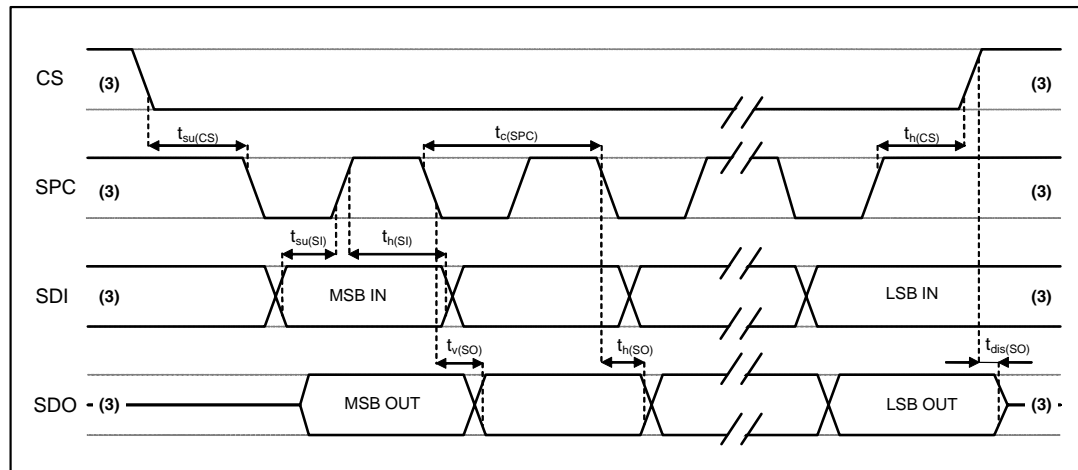 CS (3) (3)
t_su(CS) t_c(SPC) t_h(CS)
SPC (3) (3)
t_su(SI) t_h(SI)
SDI (3) MSB IN LSB IN (3)
t_v(SO) t_h(SO) t_dis(SO)
SDO (3) MSB OUT LSB OUT (3)